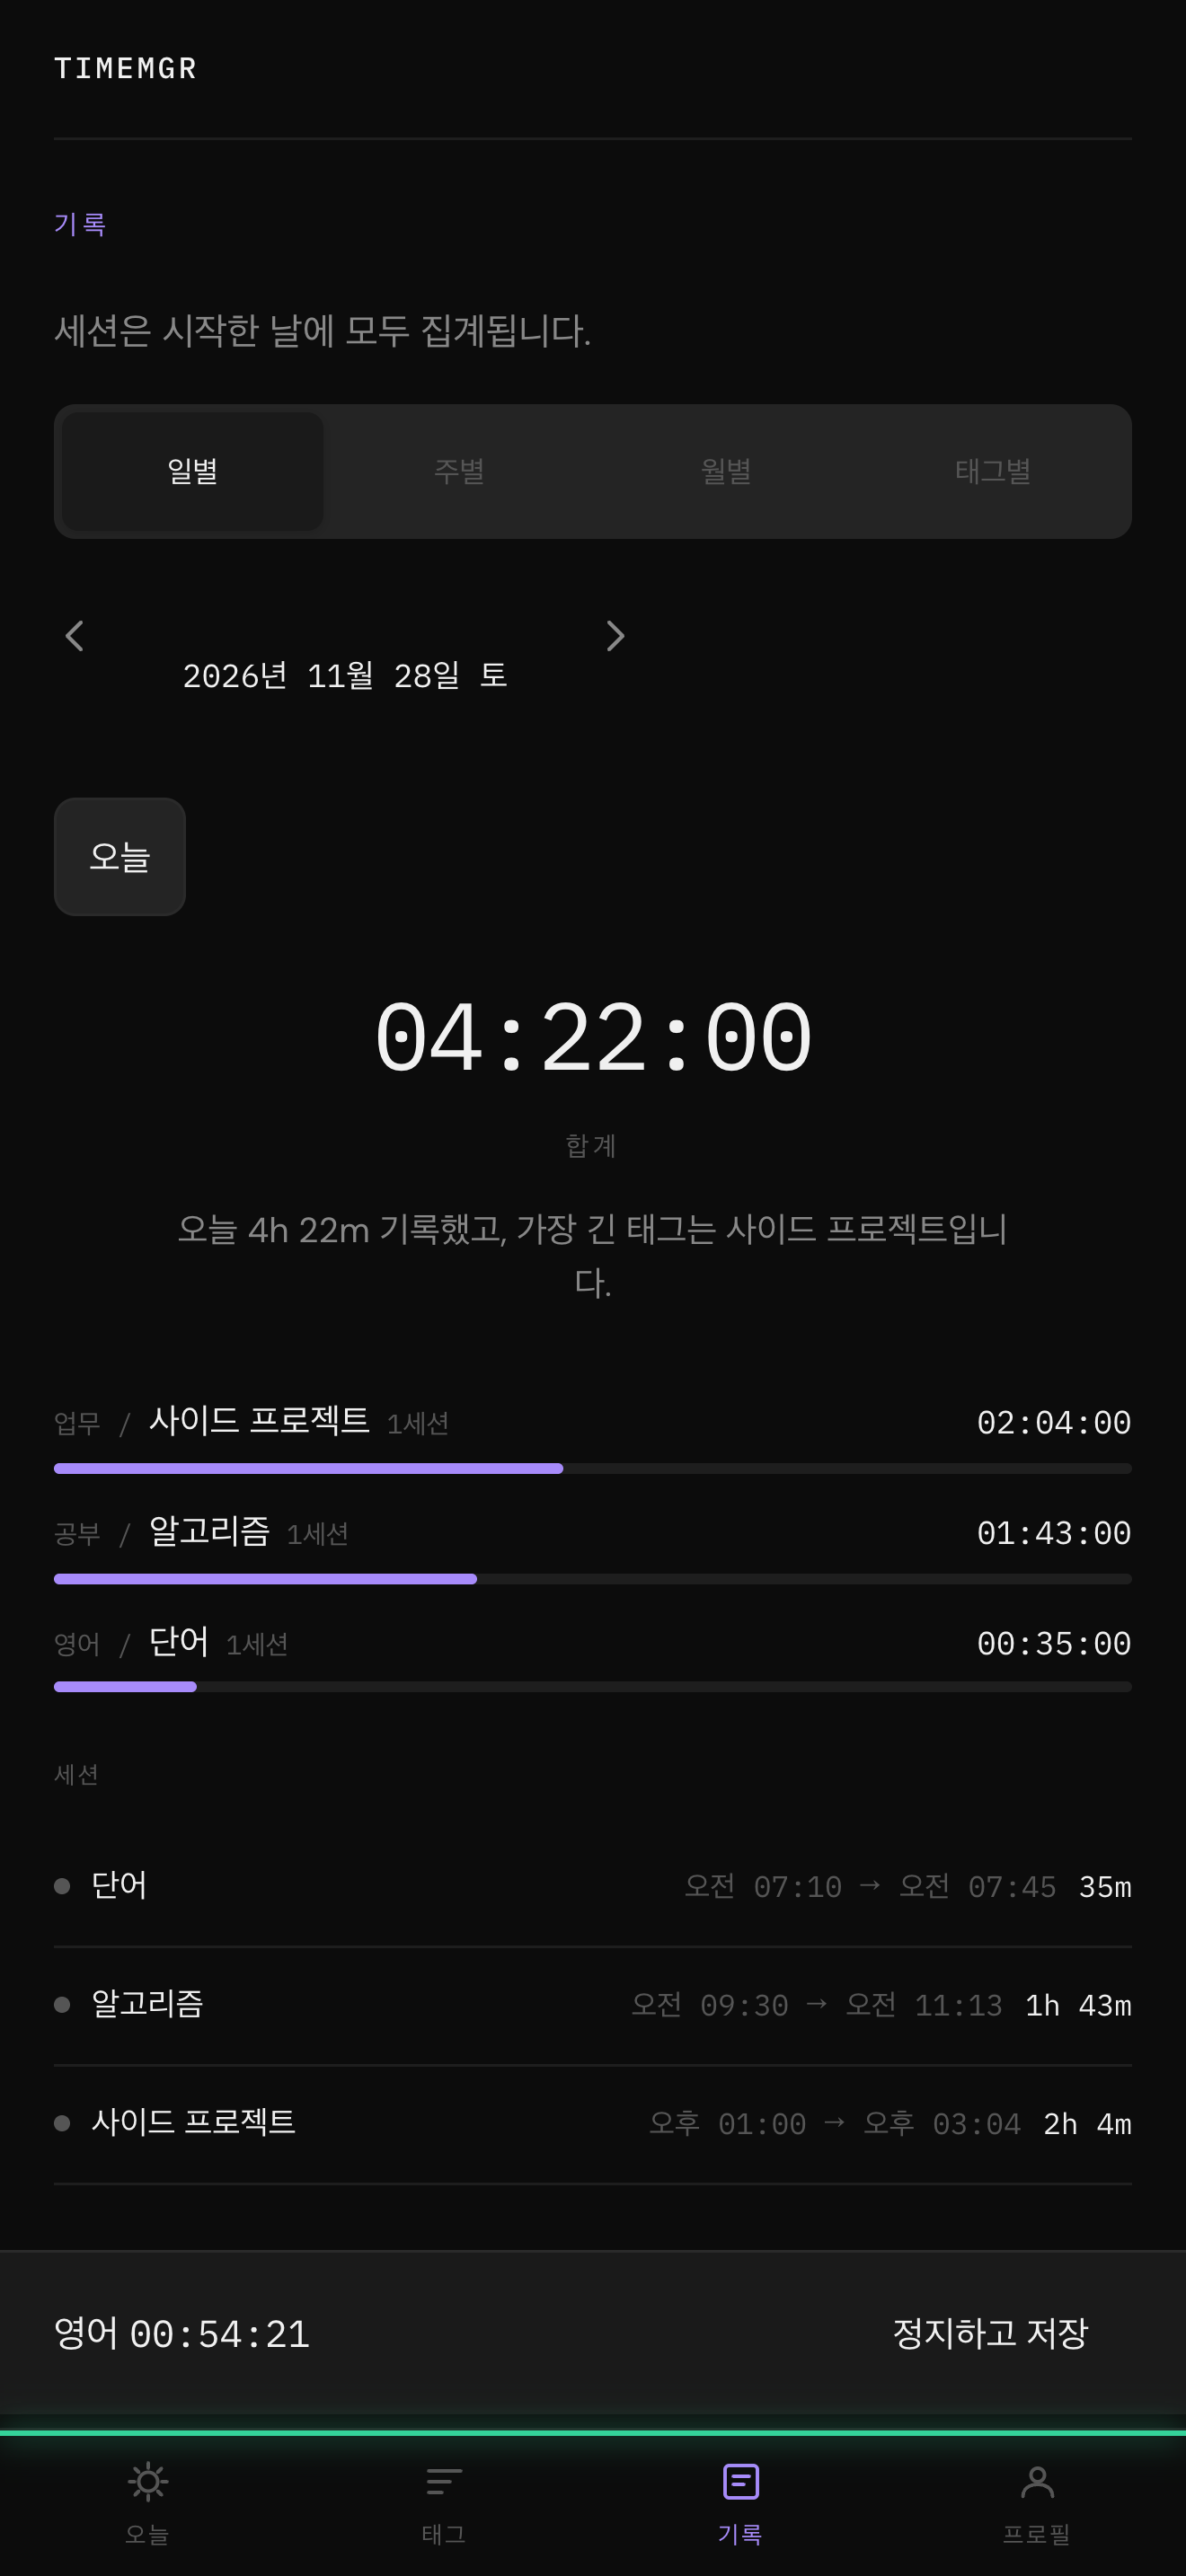 TIMEMGR
기록
세션은 시작한 날에 모두 집계됩니다.
일별 주별 월별 태그별
2026년 11월 28일 토
오늘
04:22:00
합계
오늘 4h 22m 기록했고, 가장 긴 태그는 사이드 프로젝트입니
다.
업무 / 사이드 프로젝트 1세션 02:04:00
공부 / 알고리즘 1세션 01:43:00
영어 / 단어 1세션 00:35:00
세션
단어 오전 07:10 → 오전 07:45 35m
알고리즘 오전 09:30 → 오전 11:13 1h 43m
사이드 프로젝트 오후 01:00 → 오후 03:04 2h 4m
영어 00:54:21 정지하고 저장
오늘 태그 기록 프로필